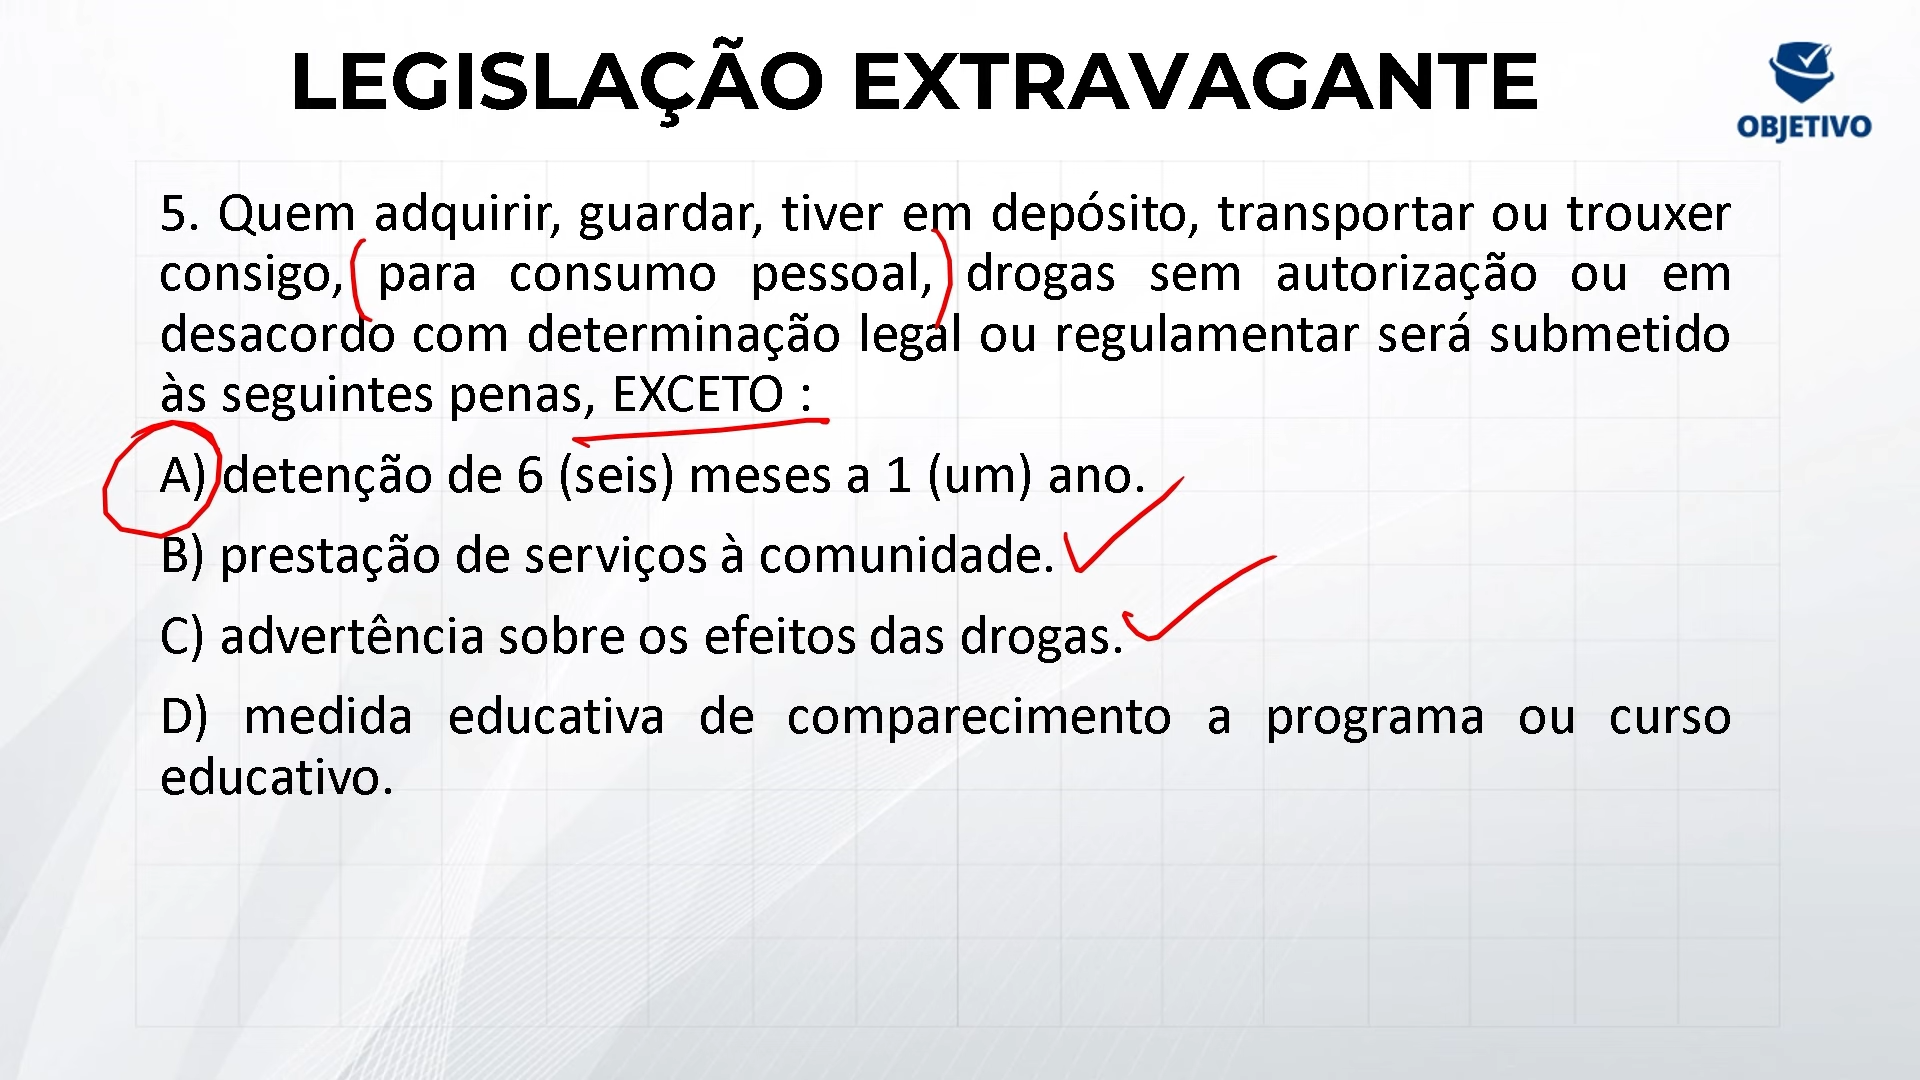 LEGISLAÇÃO EXTRAVAGANTE
OBJETIVO
5. Quem adquirir, guardar, tiver em depósito, transportar ou trouxer
consigo, para consumo pessoal, drogas sem autorização ou em
desacordo com determinação legal ou regulamentar será submetido
às seguintes penas, EXCETO :
A) detenção de 6 (seis) meses a 1 (um) ano.
B) prestação de serviços à comunidade.
C) advertência sobre os efeitos das drogas.
D) medida educativa de comparecimento a programa ou curso
educativo.